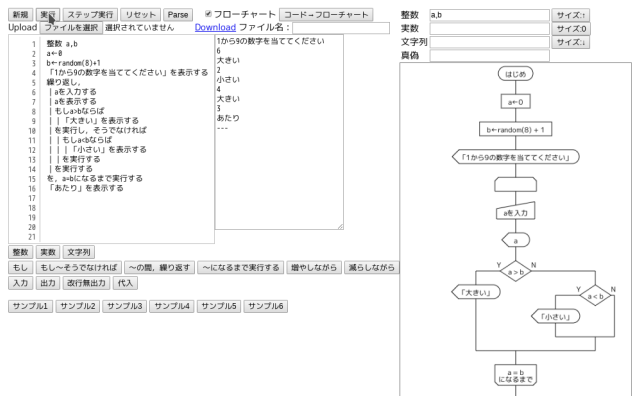 新規 実行 ステップ実行 リセット Parse フローチャート コード→フローチャート
Upload ファイルを選択 選択されていません Download ファイル名：
1 整数 a,b
2 a←0
3 b←random(8)+1
4 「1から9の数字を当ててください」を表示する
5 繰り返し,
6 | aを入力する
7 | aを表示する
8 | もしa>bならば
9 | | 「大きい」を表示する
10 | を実行し，そうでなければ
11 | | もしa<bならば
12 | | | 「小さい」を表示する
13 | | を実行する
14 | を実行する
15 を，a=bになるまで実行する
16 「あたり」を表示する
17
18
19
20
21
1から9の数字を当ててください
6
大きい
2
小さい
4
大きい
3
あたり
---
整数 実数 文字列
もし もし～そうでなければ ～の間，繰り返す ～になるまで実行する 増やしながら 減らしながら
入力 出力 改行無出力 代入
サンプル1 サンプル2 サンプル3 サンプル4 サンプル5 サンプル6
整数 a,b サイズ:↑
実数 サイズ:0
文字列 サイズ:↓
真偽
はじめ
a←0
b←random(8) + 1
「1から9の数字を当ててください」
aを入力
a
Y a > b N
「大きい」
Y a < b N
「小さい」
a = b
になるまで